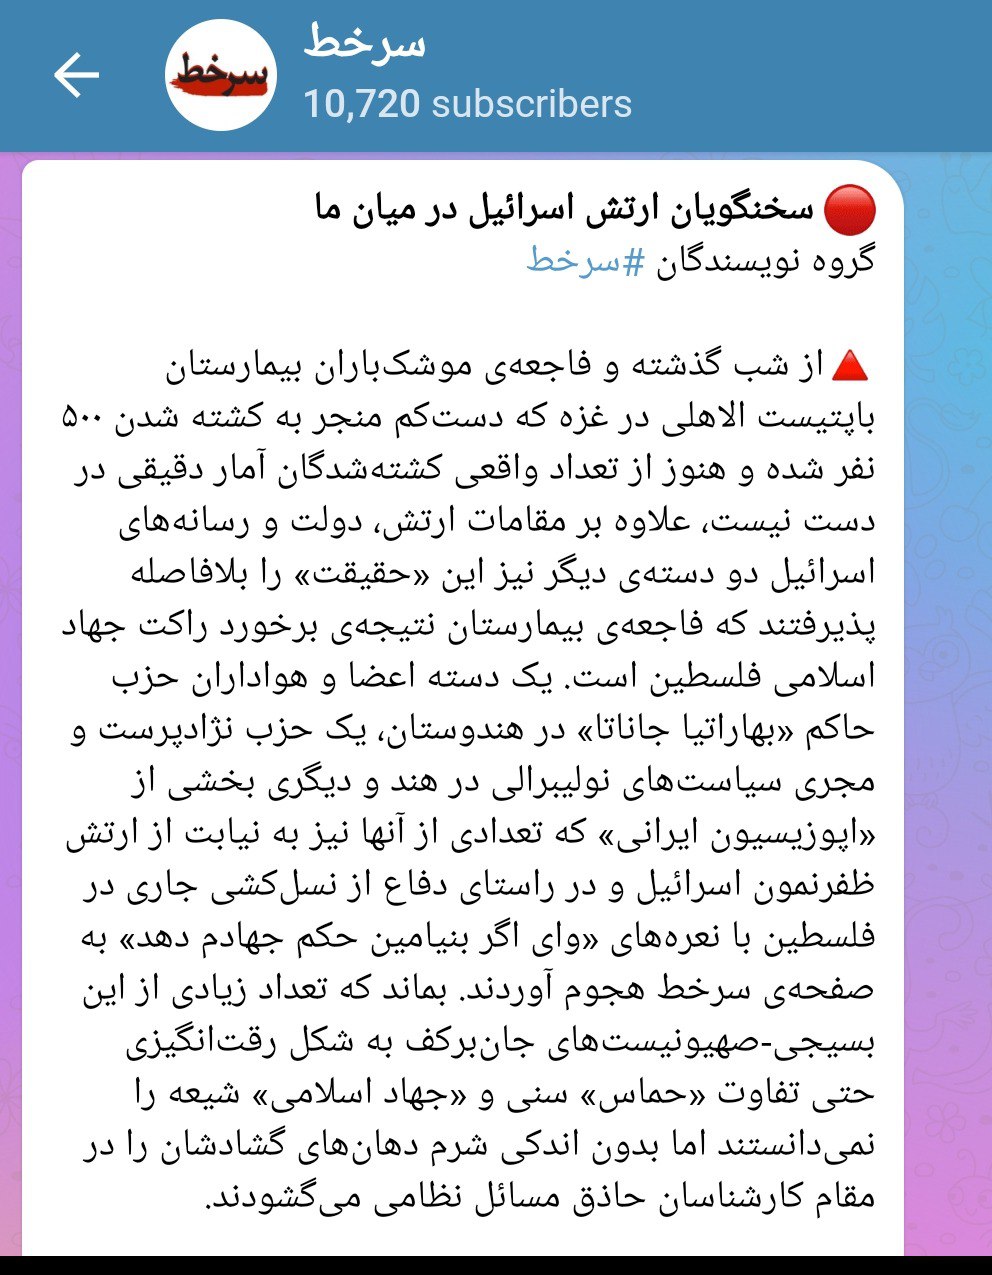 سرخط
سرخط
10,720 subscribers
سخنگویان ارتش اسرائیل در میان ما
گروه نویسندگان #سرخط
از شب گذشته و فاجعه‌ی موشک‌باران بیمارستان
باپتیست الاهلی در غزه که دست‌کم منجر به کشته شدن ۵۰۰
نفر شده و هنوز از تعداد واقعی کشته‌شدگان آمار دقیقی در
دست نیست، علاوه بر مقامات ارتش، دولت و رسانه‌های
اسرائیل دو دسته‌ی دیگر نیز این «حقیقت» را بلافاصله
پذیرفتند که فاجعه‌ی بیمارستان نتیجه‌ی برخورد راکت جهاد
اسلامی فلسطین است. یک دسته اعضا و هواداران حزب
حاکم «بهاراتیا جاناتا» در هندوستان، یک حزب نژادپرست و
مجری سیاست‌های نولیبرالی در هند و دیگری بخشی از
«اپوزیسیون ایرانی» که تعدادی از آنها نیز به نیابت از ارتش
ظفرنمون اسرائیل و در راستای دفاع از نسل‌کشی جاری در
فلسطین با نعره‌های «وای اگر بنیامین حکم جهادم دهد» به
صفحه‌ی سرخط هجوم آوردند. بماند که تعداد زیادی از این
بسیجی-صهیونیست‌های جان‌برکف به شکل رقت‌انگیزی
حتی تفاوت «حماس» سنی و «جهاد اسلامی» شیعه را
نمی‌دانستند اما بدون اندکی شرم دهان‌های گشادشان را در
مقام کارشناسان حاذق مسائل نظامی می‌گشودند.